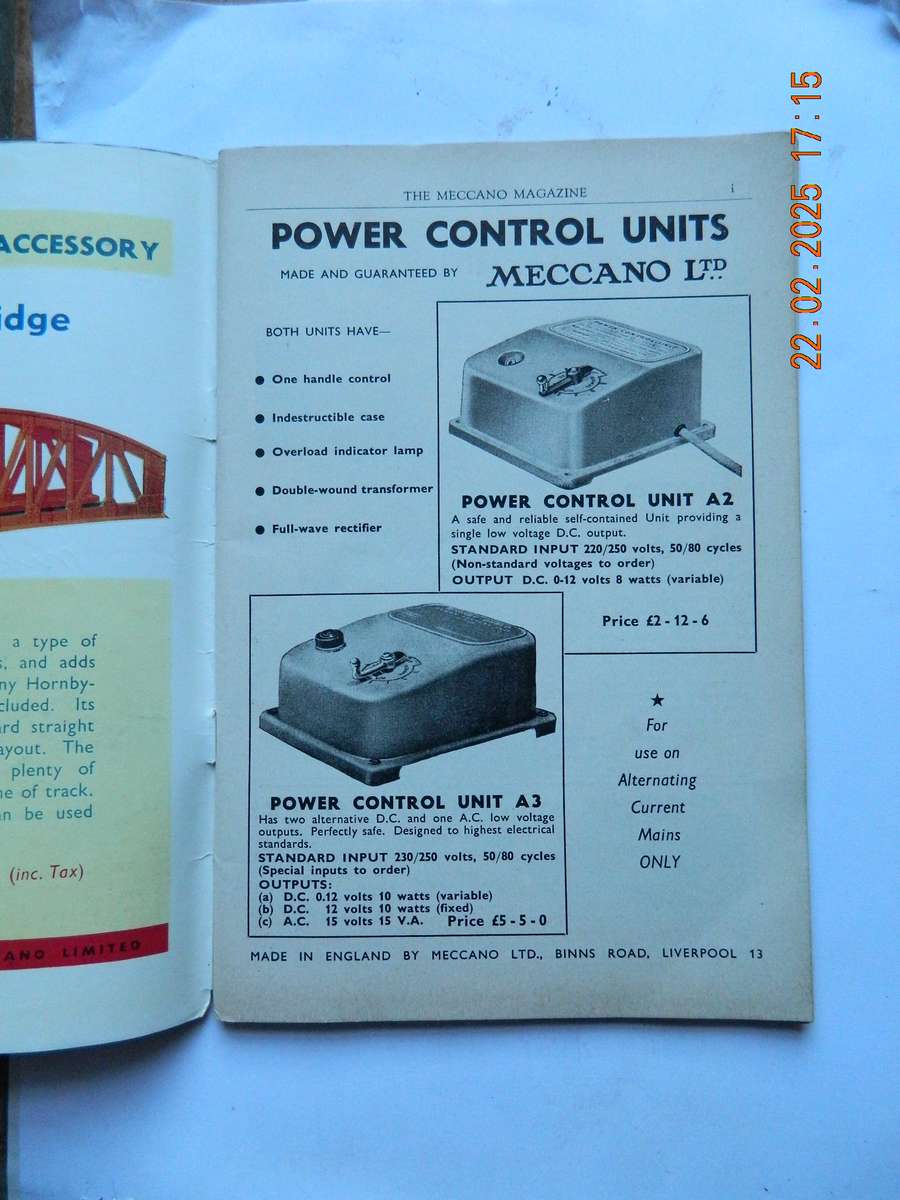 ACCESSORY
idge
a type of
s, and adds
ny Hornby-
cluded. Its
ard straight
ayout. The
plenty of
ne of track.
an be used
(inc. Tax)
ANO LIMITED
THE MECCANO MAGAZINE
i
POWER CONTROL UNITS
MADE AND GUARANTEED BY MECCANO LTD.
BOTH UNITS HAVE—
● One handle control
● Indestructible case
● Overload indicator lamp
● Double-wound transformer
● Full-wave rectifier
POWER CONTROL UNIT
POWER CONTROL UNIT A2
A safe and reliable self-contained Unit providing a
single low voltage D.C. output.
STANDARD INPUT 220/250 volts, 50/80 cycles
(Non-standard voltages to order)
OUTPUT D.C. 0-12 volts 8 watts (variable)
Price £2 - 12 - 6
POWER CONTROL UNIT A3
Has two alternative D.C. and one A.C. low voltage
outputs. Perfectly safe. Designed to highest electrical
standards.
STANDARD INPUT 230/250 volts, 50/80 cycles
(Special inputs to order)
OUTPUTS:
(a) D.C. 0.12 volts 10 watts (variable)
(b) D.C. 12 volts 10 watts (fixed)
(c) A.C. 15 volts 15 V.A. Price £5 - 5 - 0
★
For
use on
Alternating
Current
Mains
ONLY
MADE IN ENGLAND BY MECCANO LTD., BINNS ROAD, LIVERPOOL 13
22.02.2025 17:15